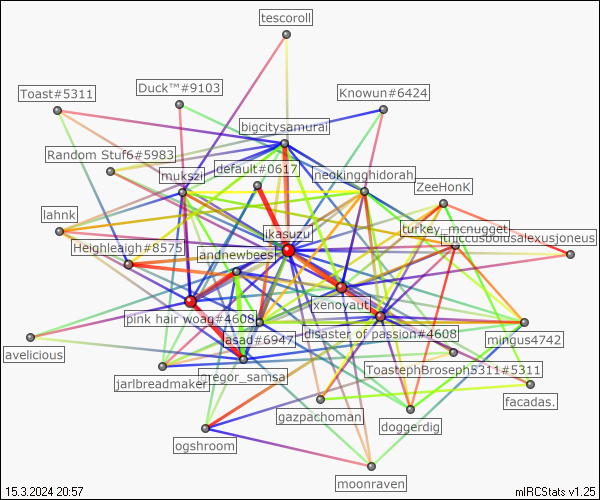 tescoroll
Duck™#9103
Toast#5311
Knowun#6424
bigcitysamurai
Random Stuf6#5983
default#0617
mukszi
neokingghidorah
ZeeHonK
lahnk
turkey_mcnugget
ikasuzu
Heighleaigh#8575
andnewbees
xenoyaut
pink hair woag#4608
disaster of passion#4608
asad#6947
mingus4742
avelicious
ToastephBroseph5311#5311
gregor_samsa
jarlbreadmaker
facadas.
gazpachoman
doggerdig
ogshroom
moonraven
15.3.2024 20:57
mIRCStats v1.25